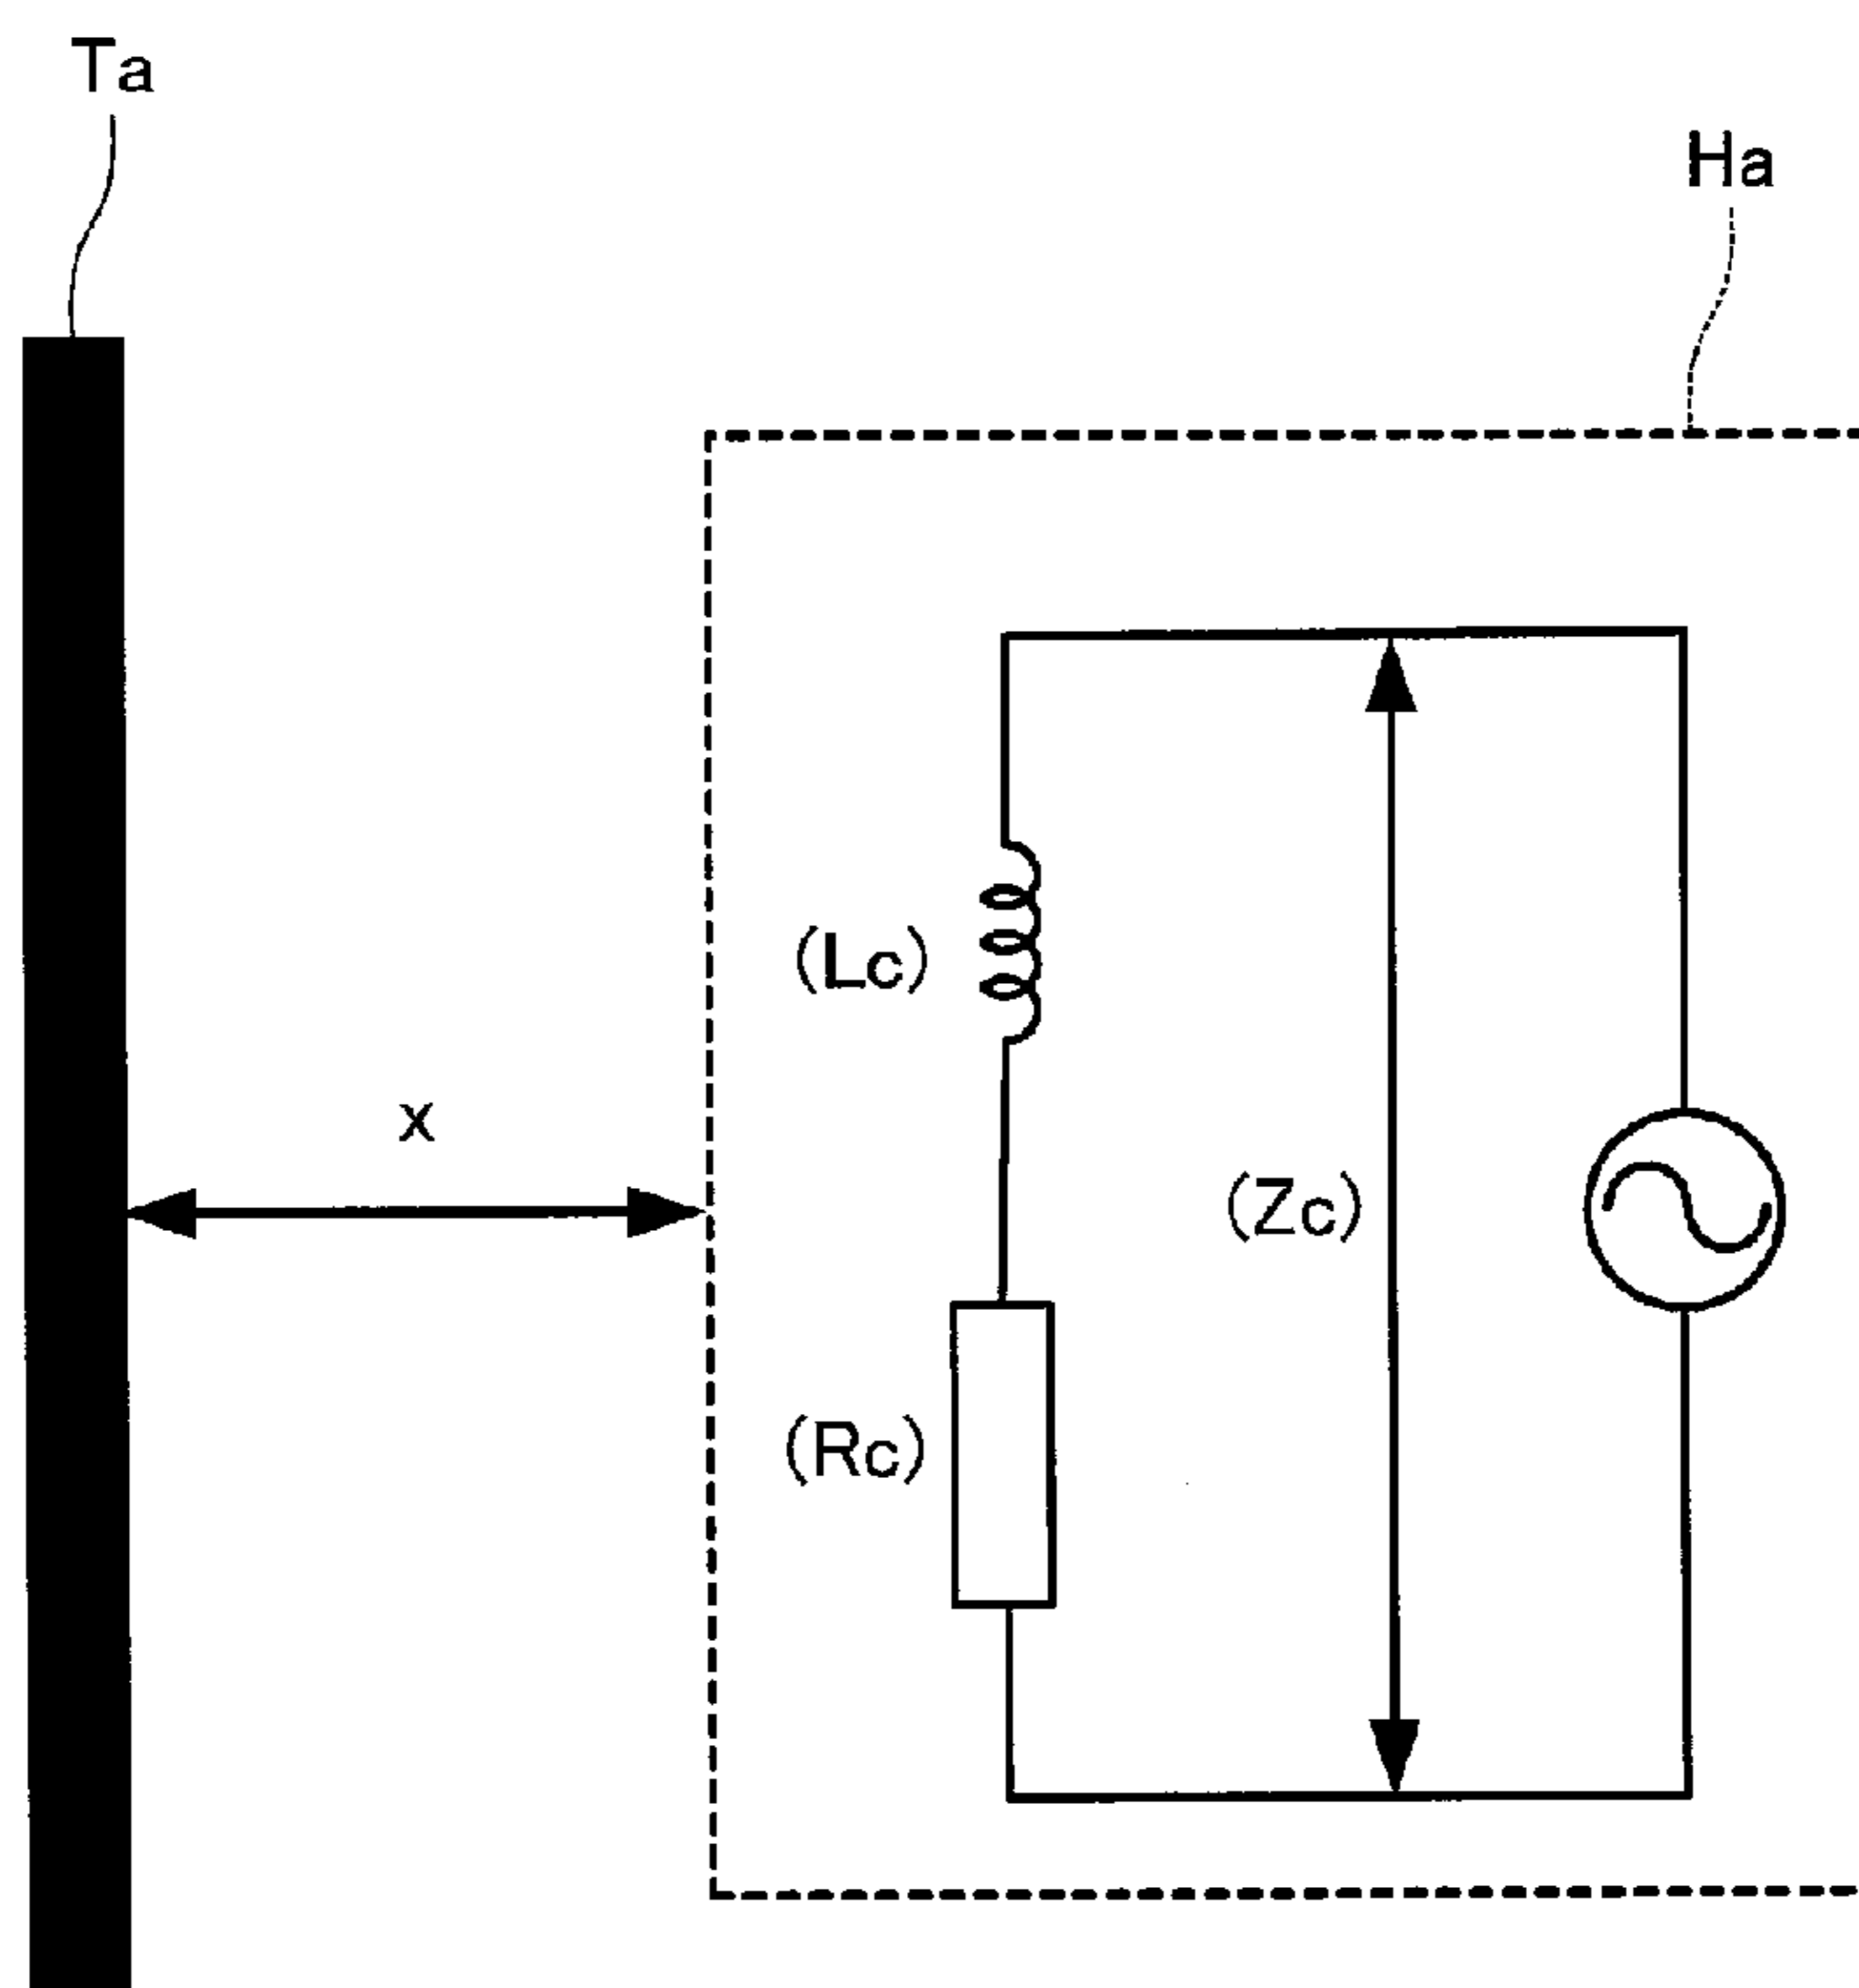 Ta
Ha
(Lc)
x
(Zc)
(Rc)